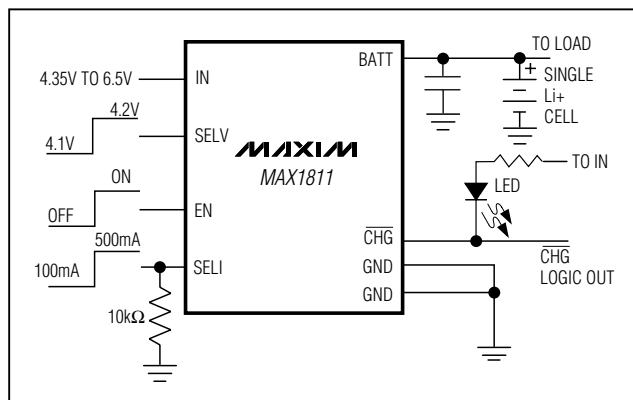 BATT
TO LOAD
4.35V TO 6.5V
IN
+
SINGLE
Li+
CELL
4.2V
4.1V
SELV
MAXIM
MAX1811
TO IN
ON
OFF
EN
LED
500mA
100mA
SELI
CHG
CHG
LOGIC OUT
GND
10kΩ
GND